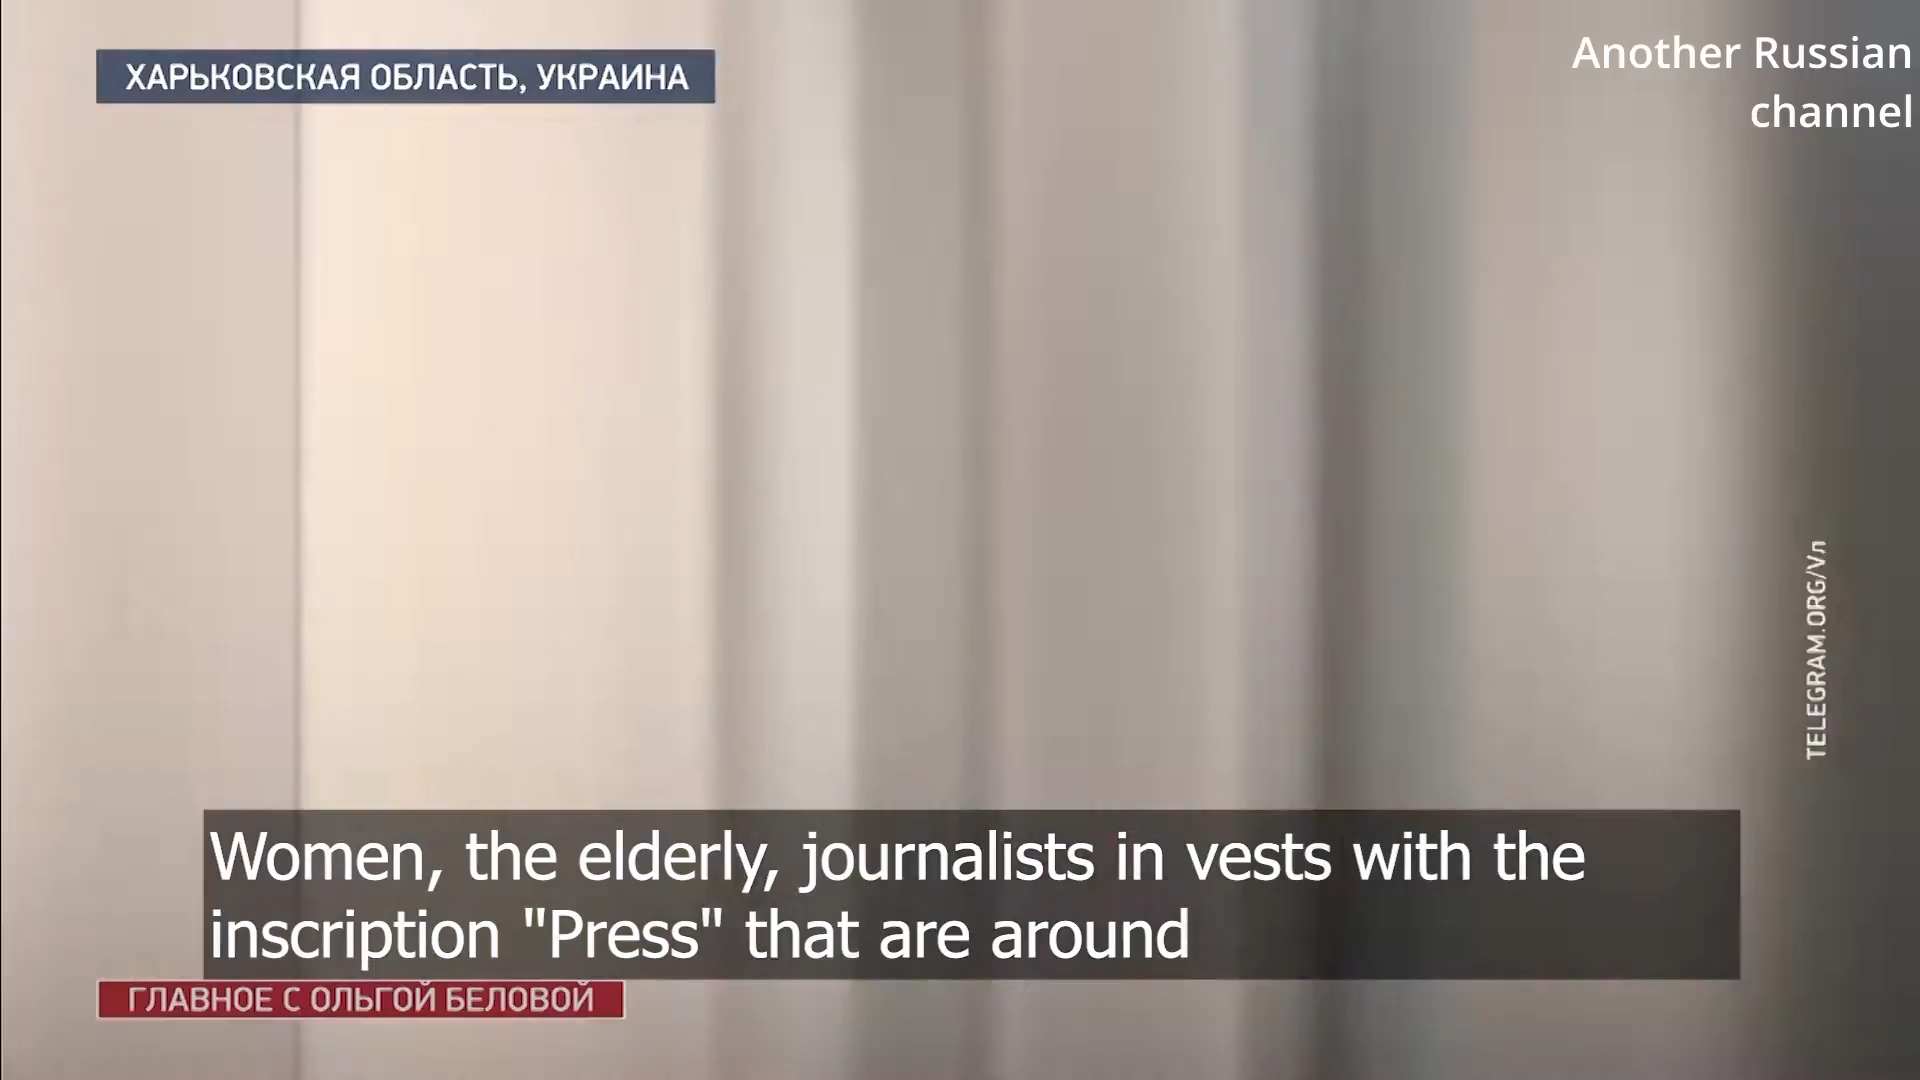 ХАРЬКОВСКАЯ ОБЛАСТЬ, УКРАИНА
Another Russian
channel
TELEGRAM.ORG/Vл
Women, the elderly, journalists in vests with the
inscription "Press" that are around
ГЛАВНОЕ С ОЛЬГОЙ БЕЛОВОЙ